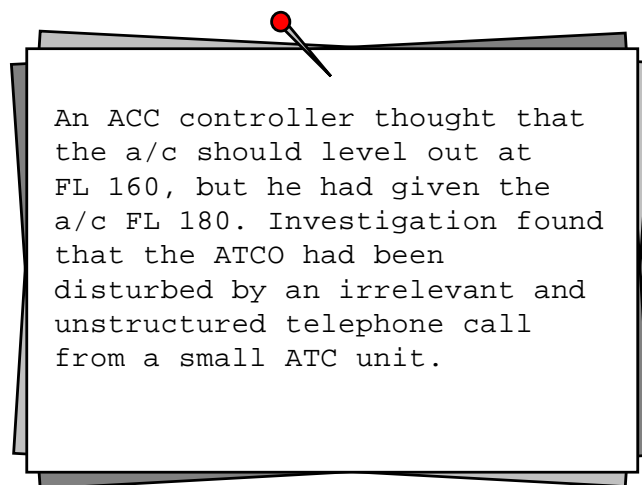 An ACC controller thought that
the a/c should level out at
FL 160, but he had given the
a/c FL 180. Investigation found
that the ATCO had been
disturbed by an irrelevant and
unstructured telephone call
from a small ATC unit.